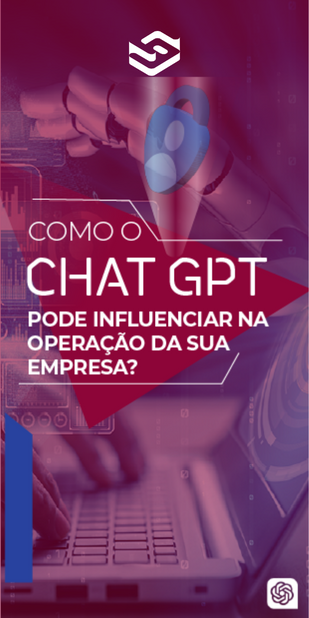 COMO O
CHAT GPT
PODE INFLUENCIAR NA
OPERAÇÃO DA SUA
EMPRESA?